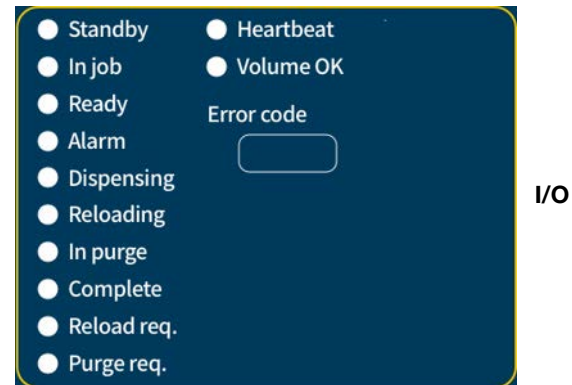 Standby
In job
Ready
Alarm
Dispensing
Reloading
In purge
Complete
Reload req.
Purge req.
Heartbeat
Volume OK
Error code
I/O